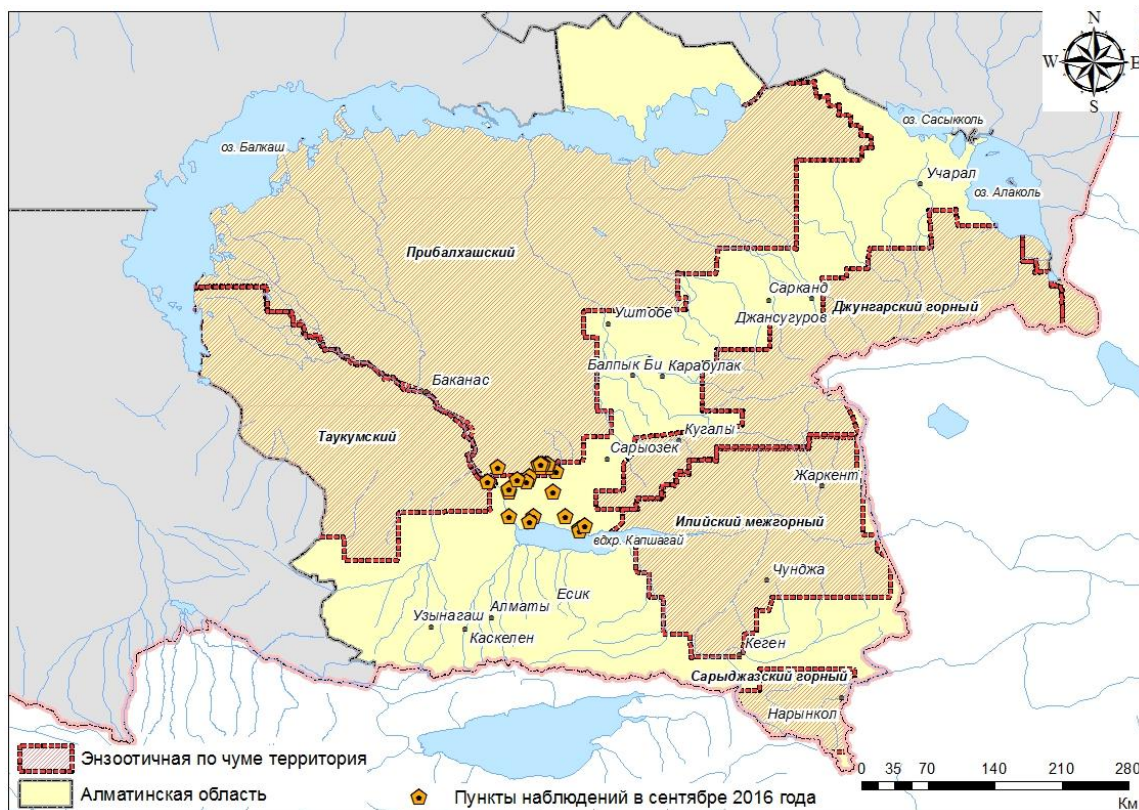 N
W E
S
оз. Сасыкколь
оз. Балкаш
Учарал
оз. Алаколь
Прибалхашский
Сарканд
Джансугуров
Джунгарский горный
Уштобе
Балпык Би
Карабулак
Баканас
Таукумский
Кугалы
Сарыозек
Жаркент
Илийский межгорный
вдхр. Капшагай
Чунджа
Есик
Алматы
Узынагаш
Каскелен
Кеген
Сарыджазский горный
Нарынкол
Энзоотичная по чуме территория
Алматинская область
Пункты наблюдений в сентябре 2016 года
0 35 70 140 210 280
Км